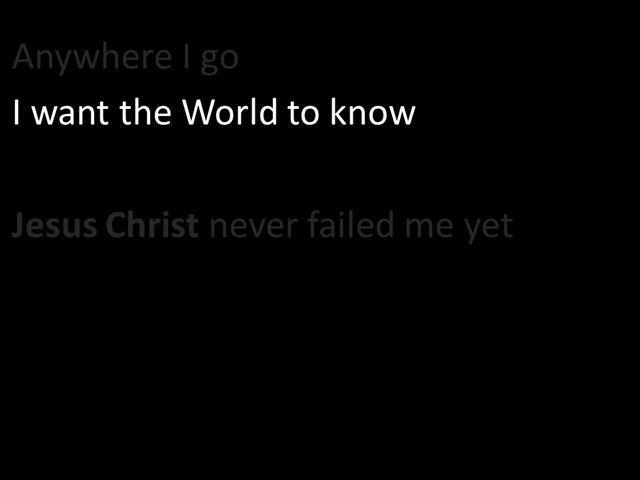 Anywhere I go
I want the World to know
Jesus Christ never failed me yet